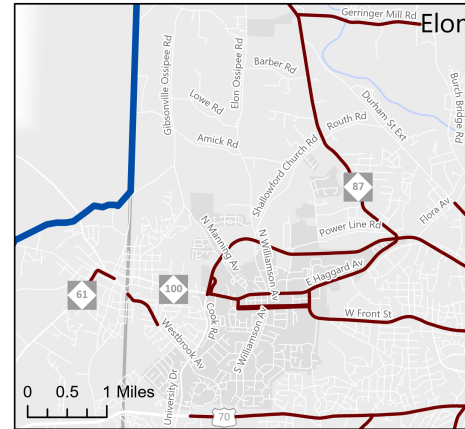 Gerringer Mill Rd
Elon
Gibsonville Ossipee Rd
Elon Ossipee Rd
Barber Rd
Burch Bridge Rd
Lowe Rd
Durham St Ext
Amick Rd
Routh Rd
Shallowford Church Rd
87
Flora Av
N Manning Av
N Williamson Av
Power Line Rd
E Haggard Av
61
100
Cook Rd
W Front St
Westbrook Av
S Williamson Av
University Dr
0 0.5 1 Miles
70